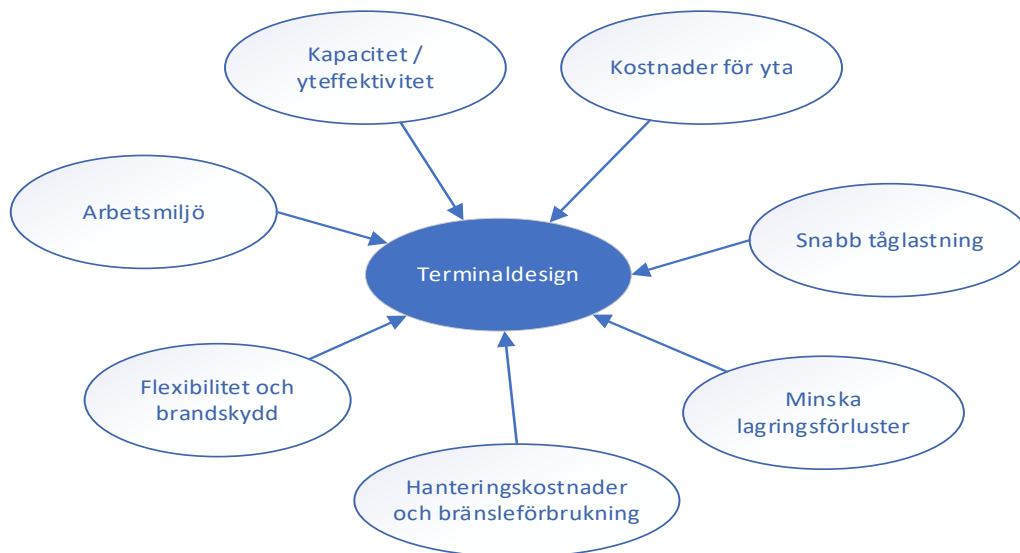 Kapacitet /
yteffektivitet
Kostnader för yta
Arbetsmiljö
Snabb tåglastning
Terminaldesign
Flexibilitet och
brandskydd
Minska
lagringsförluster
Hanteringskostnader
och bränsleförbrukning